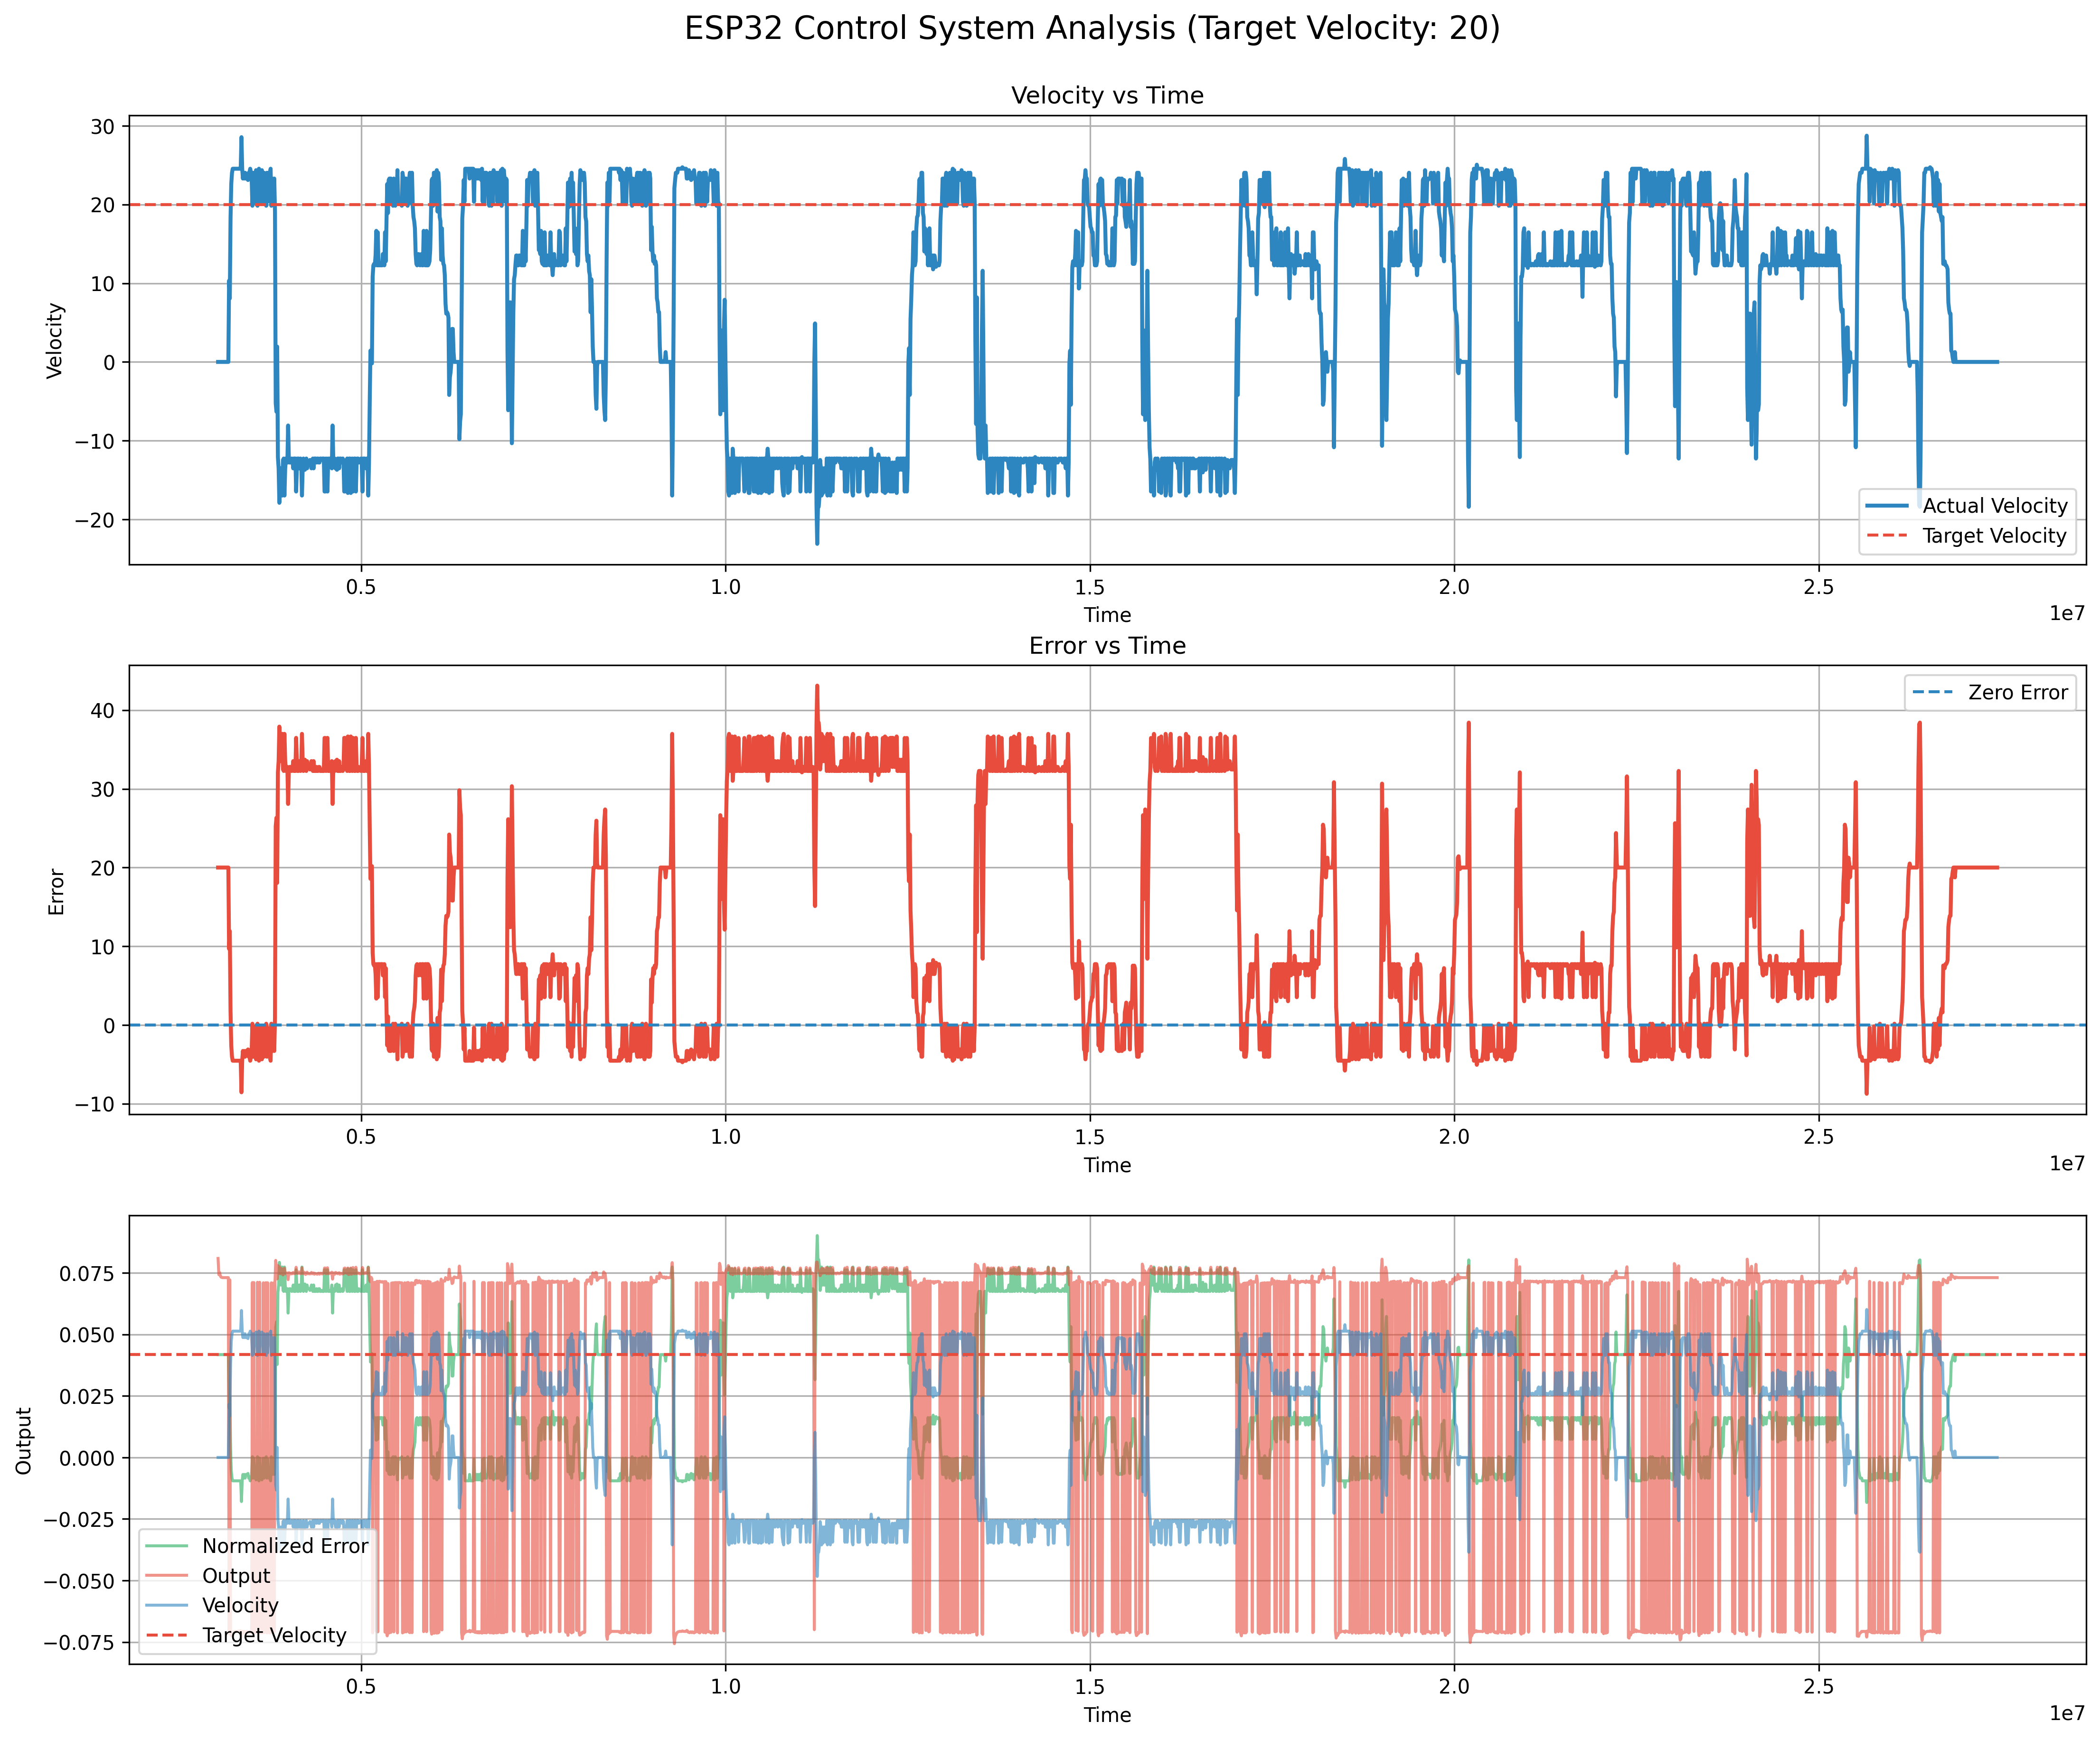 ESP32 Control System Analysis (Target Velocity: 20)
Velocity vs Time
30
20
10
0
−10
−20
Velocity
Actual Velocity
Target Velocity
0.5
1.0
1.5
2.0
2.5
1e7
Time
Error vs Time
40
30
20
10
0
−10
Error
Zero Error
0.5
1.0
1.5
2.0
2.5
1e7
Time
0.075
0.050
0.025
0.000
−0.025
−0.050
−0.075
Output
Normalized Error
Output
Velocity
Target Velocity
0.5
1.0
1.5
2.0
2.5
1e7
Time